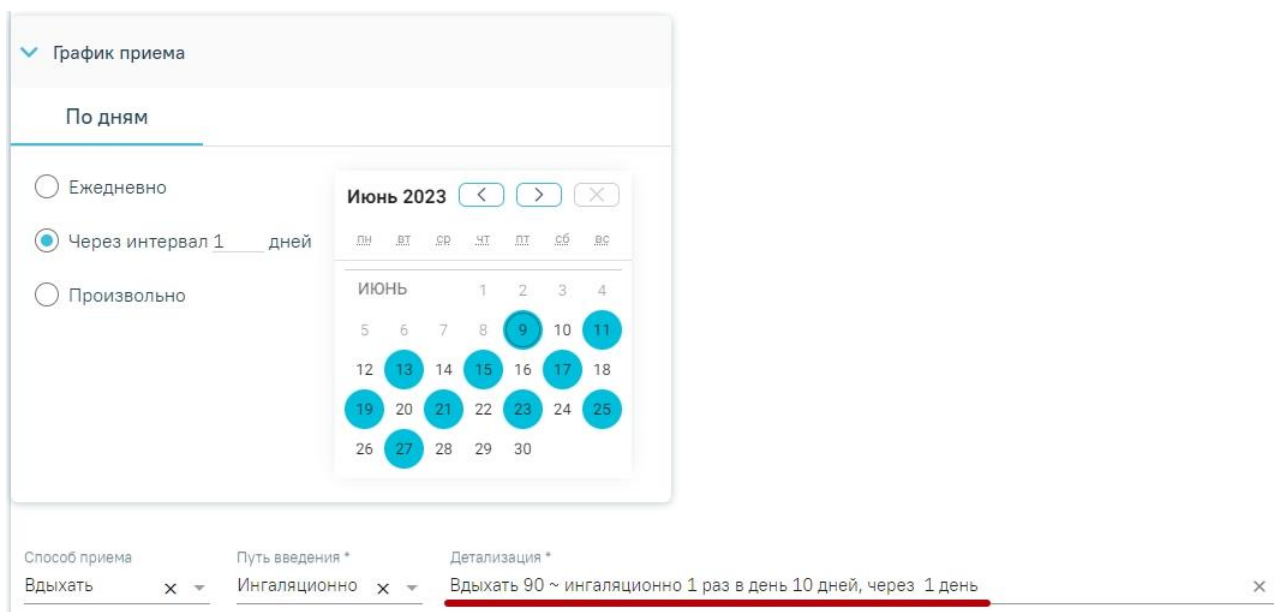 График приема
По дням
Ежедневно
Через интервал 1 дней
Произвольно
Июнь 2023
пн вт ср чт пт сб вс
ИЮНЬ 1 2 3 4
5 6 7 8 9 10 11
12 13 14 15 16 17 18
19 20 21 22 23 24 25
26 27 28 29 30
Способ приема Путь введения * Детализация *
Вдыхать Ингаляционно Вдыхать 90 ~ ингаляционно 1 раз в день 10 дней, через 1 день